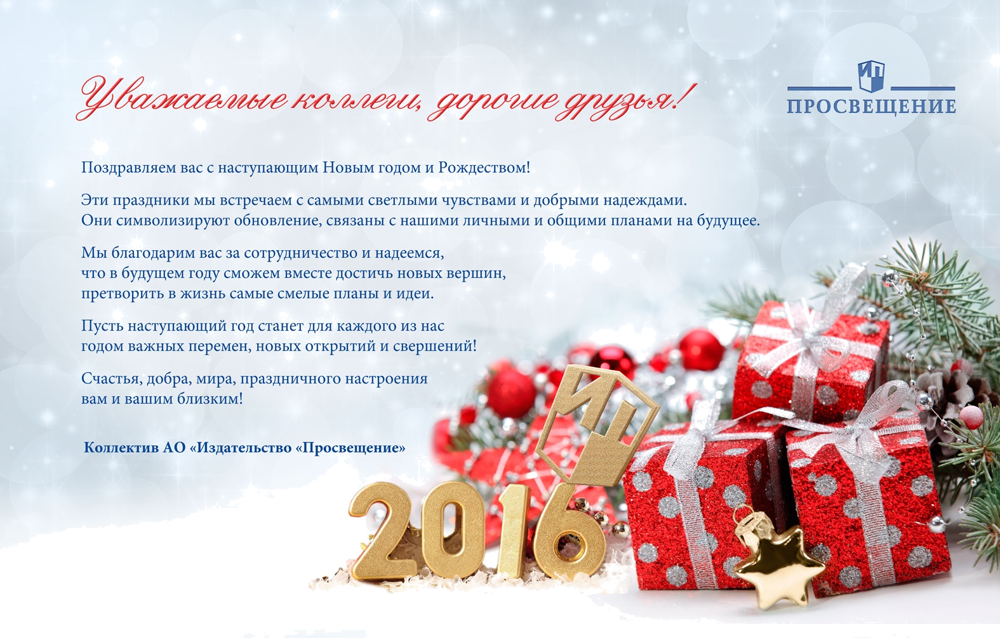 Уважаемые коллеги, дорогие друзья!
ПРОСВЕЩЕНИЕ
Поздравляем вас с наступающим Новым годом и Рождеством!
Эти праздники мы встречаем с самыми светлыми чувствами и добрыми надеждами.
Они символизируют обновление, связаны с нашими личными и общими планами на будущее.
Мы благодарим вас за сотрудничество и надеемся,
что в будущем году сможем вместе достичь новых вершин,
претворить в жизнь самые смелые планы и идеи.
Пусть наступающий год станет для каждого из нас
годом важных перемен, новых открытий и свершений!
Счастья, добра, мира, праздничного настроения
вам и вашим близким!
Коллектив АО «Издательство «Просвещение»
2016